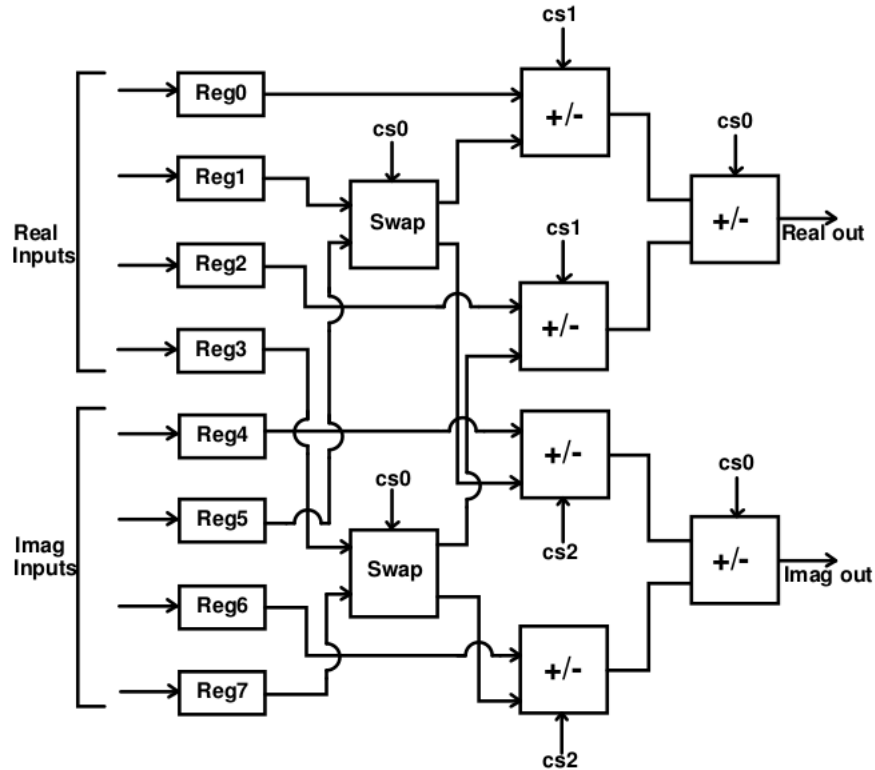 cs1
Reg0
+/-
cs0
cs0
Reg1
Swap
+/-
Real
Inputs
Real out
cs1
Reg2
+/-
Reg3
Reg4
+/-
cs0
cs0
Reg5
Imag
Inputs
Swap
cs2
+/-
Imag out
Reg6
+/-
Reg7
cs2